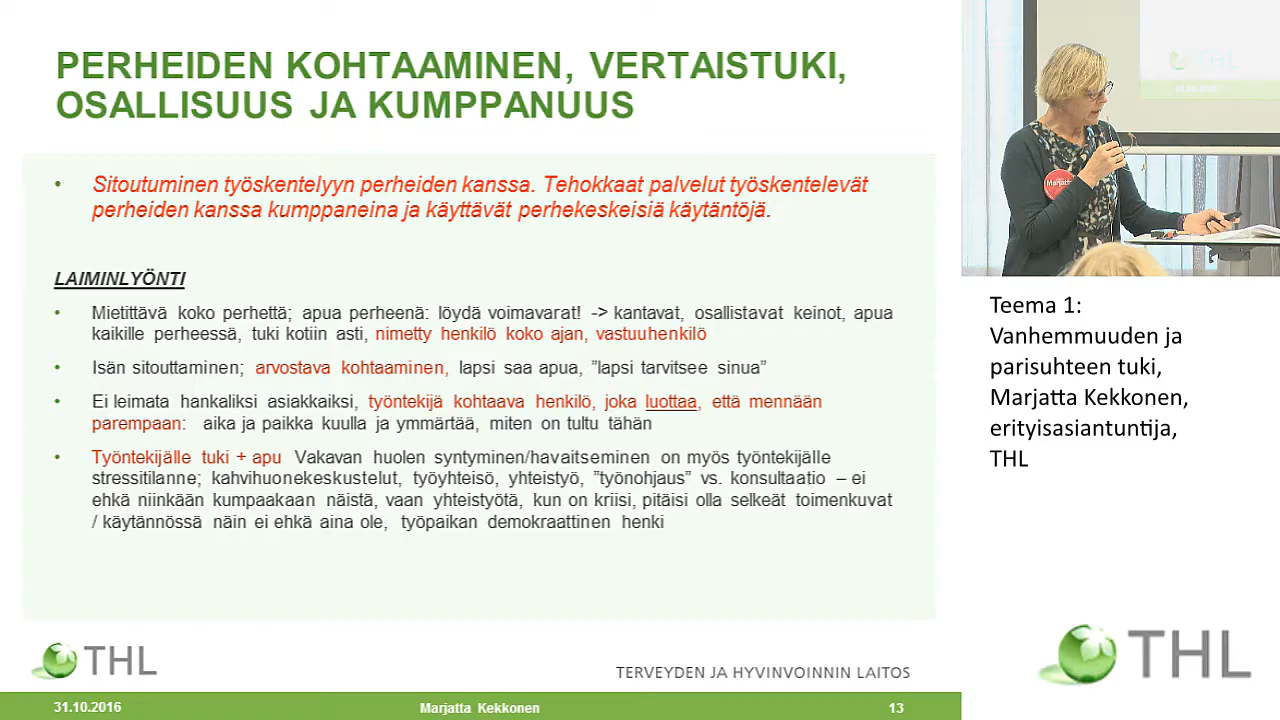 PERHEIDEN KOHTAAMINEN, VERTAISTUKI,
OSALLISUUS JA KUMPPANUUS
• Sitoutuminen työskentelyyn perheiden kanssa. Tehokkaat palvelut työskentelevät
perheiden kanssa kumppaneina ja käyttävät perhekeskeisiä käytäntöjä.
LAIMINLYÖNTI
• Mietittävä koko perhettä; apua perheenä: löydä voimavarat! -> kantavat, osallistavat keinot, apua
kaikille perheessä, tuki kotiin asti, nimetty henkilö koko ajan, vastuuhenkilö
• Isän sitouttaminen; arvostava kohtaaminen, lapsi saa apua, ”lapsi tarvitsee sinua”
• Ei leimata hankaliksi asiakkaiksi, työntekijä kohtaava henkilö, joka luottaa, että mennään
parempaan: aika ja paikka kuulla ja ymmärtää, miten on tultu tähän
• Työntekijälle tuki + apu Vakavan huolen syntyminen/havaitseminen on myös työntekijälle
stressitilanne; kahvihuonekeskustelut, työyhteisö, yhteistyö, ”työnohjaus” vs. konsultaatio – ei
ehkä niinkään kumpaakaan näistä, vaan yhteistyötä, kun on kriisi, pitäisi olla selkeät toimenkuvat
/ käytännössä näin ei ehkä aina ole, työpaikan demokraattinen henki
THL
TERVEYDEN JA HYVINVOINNIN LAITOS
31.10.2016
Marjatta Kekkonen
13
THL
31.10.2016
Marjatta
Teema 1:
Vanhemmuuden ja
parisuhteen tuki,
Marjatta Kekkonen,
erityisasiantuntija,
THL
THL